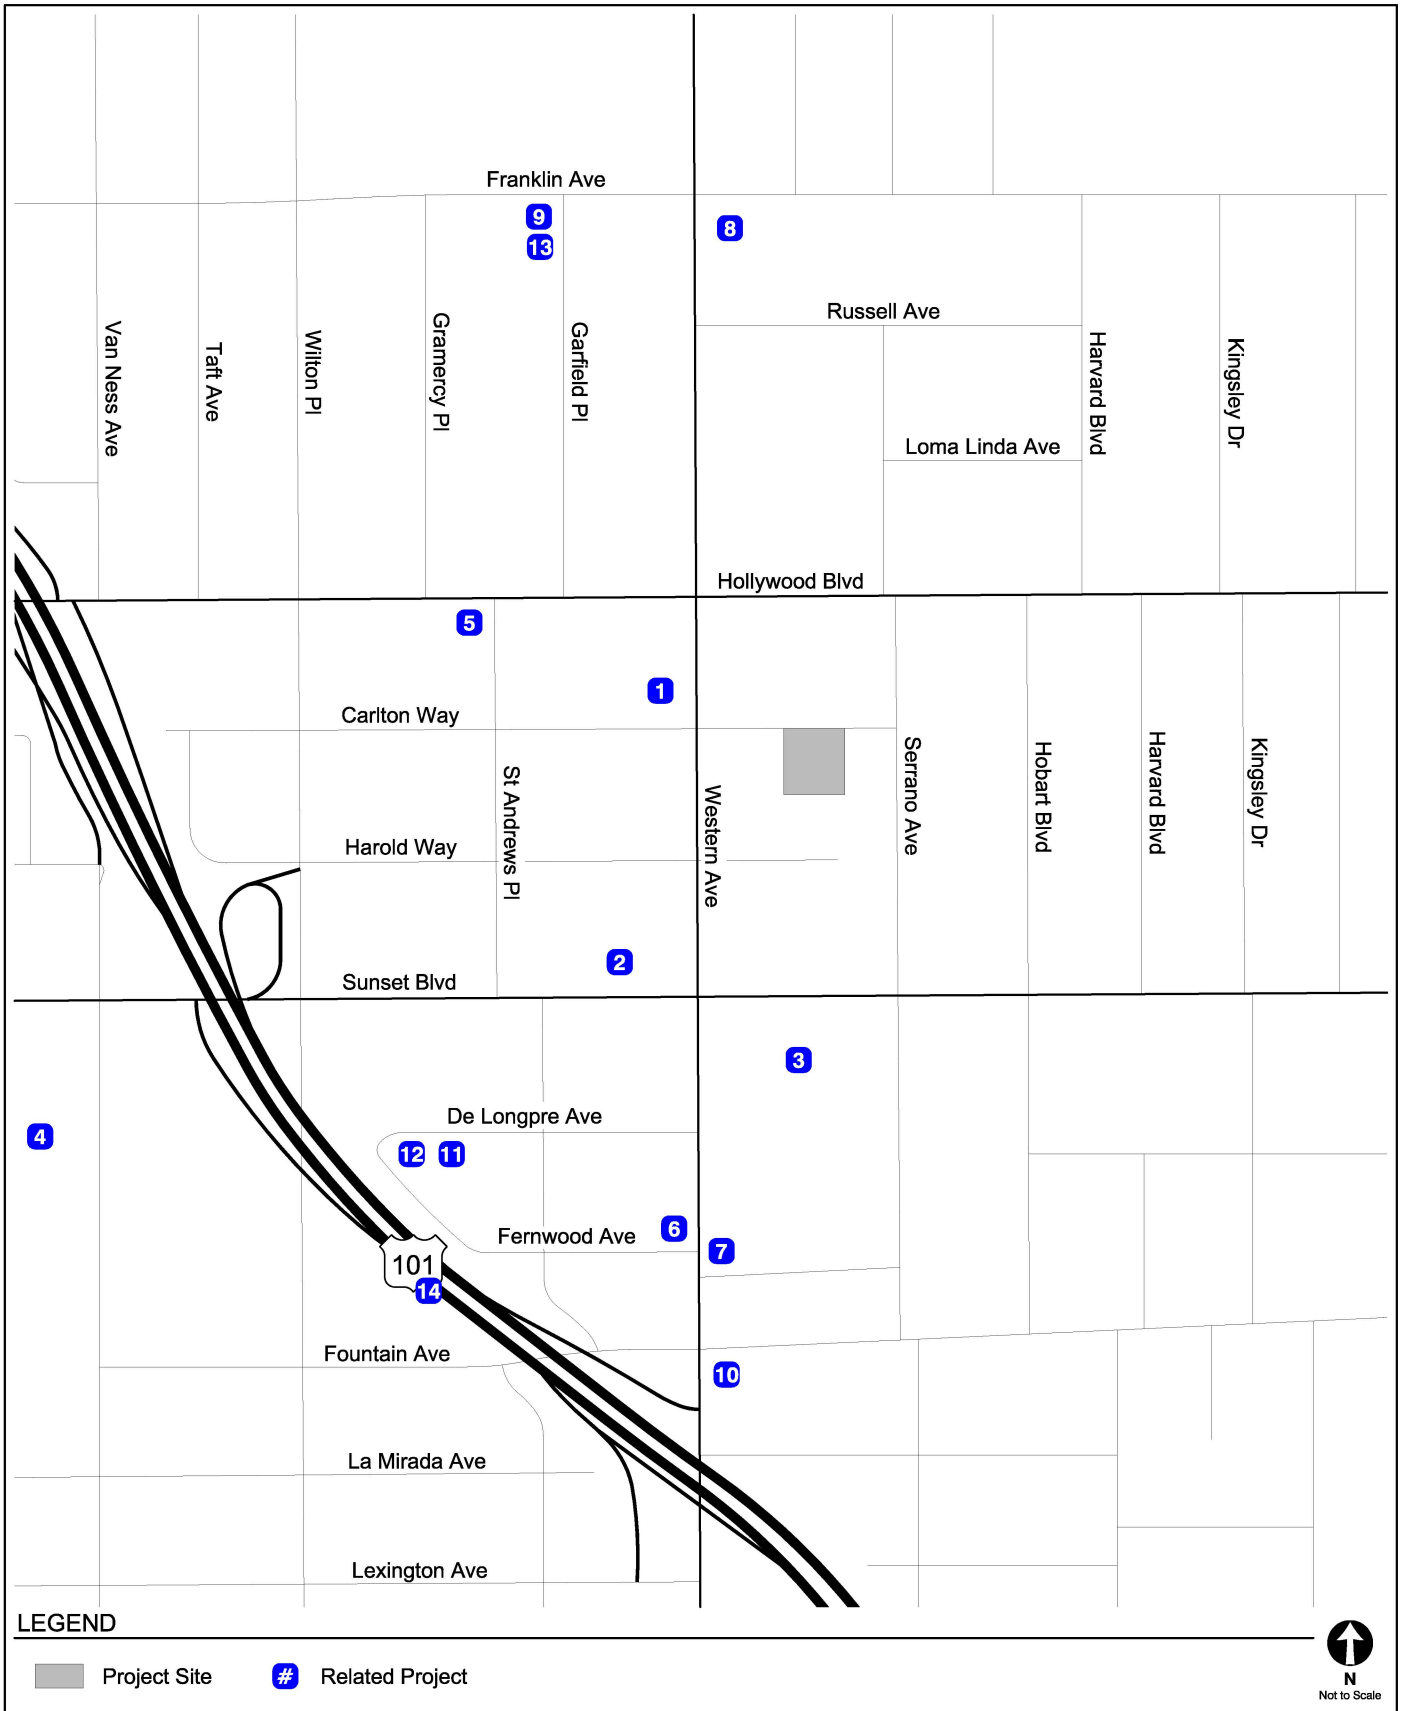 Franklin Ave
9
13
8
Russell Ave
Van Ness Ave
Taft Ave
Wilton Pl
Gramercy Pl
Garfield Pl
Harvard Blvd
Kingsley Dr
Loma Linda Ave
Hollywood Blvd
5
1
Carlton Way
St Andrews Pl
Western Ave
Serrano Ave
Hobart Blvd
Harvard Blvd
Kingsley Dr
Harold Way
2
Sunset Blvd
3
De Longpre Ave
4
12
11
6
Fernwood Ave
7
101
14
Fountain Ave
10
La Mirada Ave
Lexington Ave
LEGEND
Project Site
# Related Project
N
Not to Scale